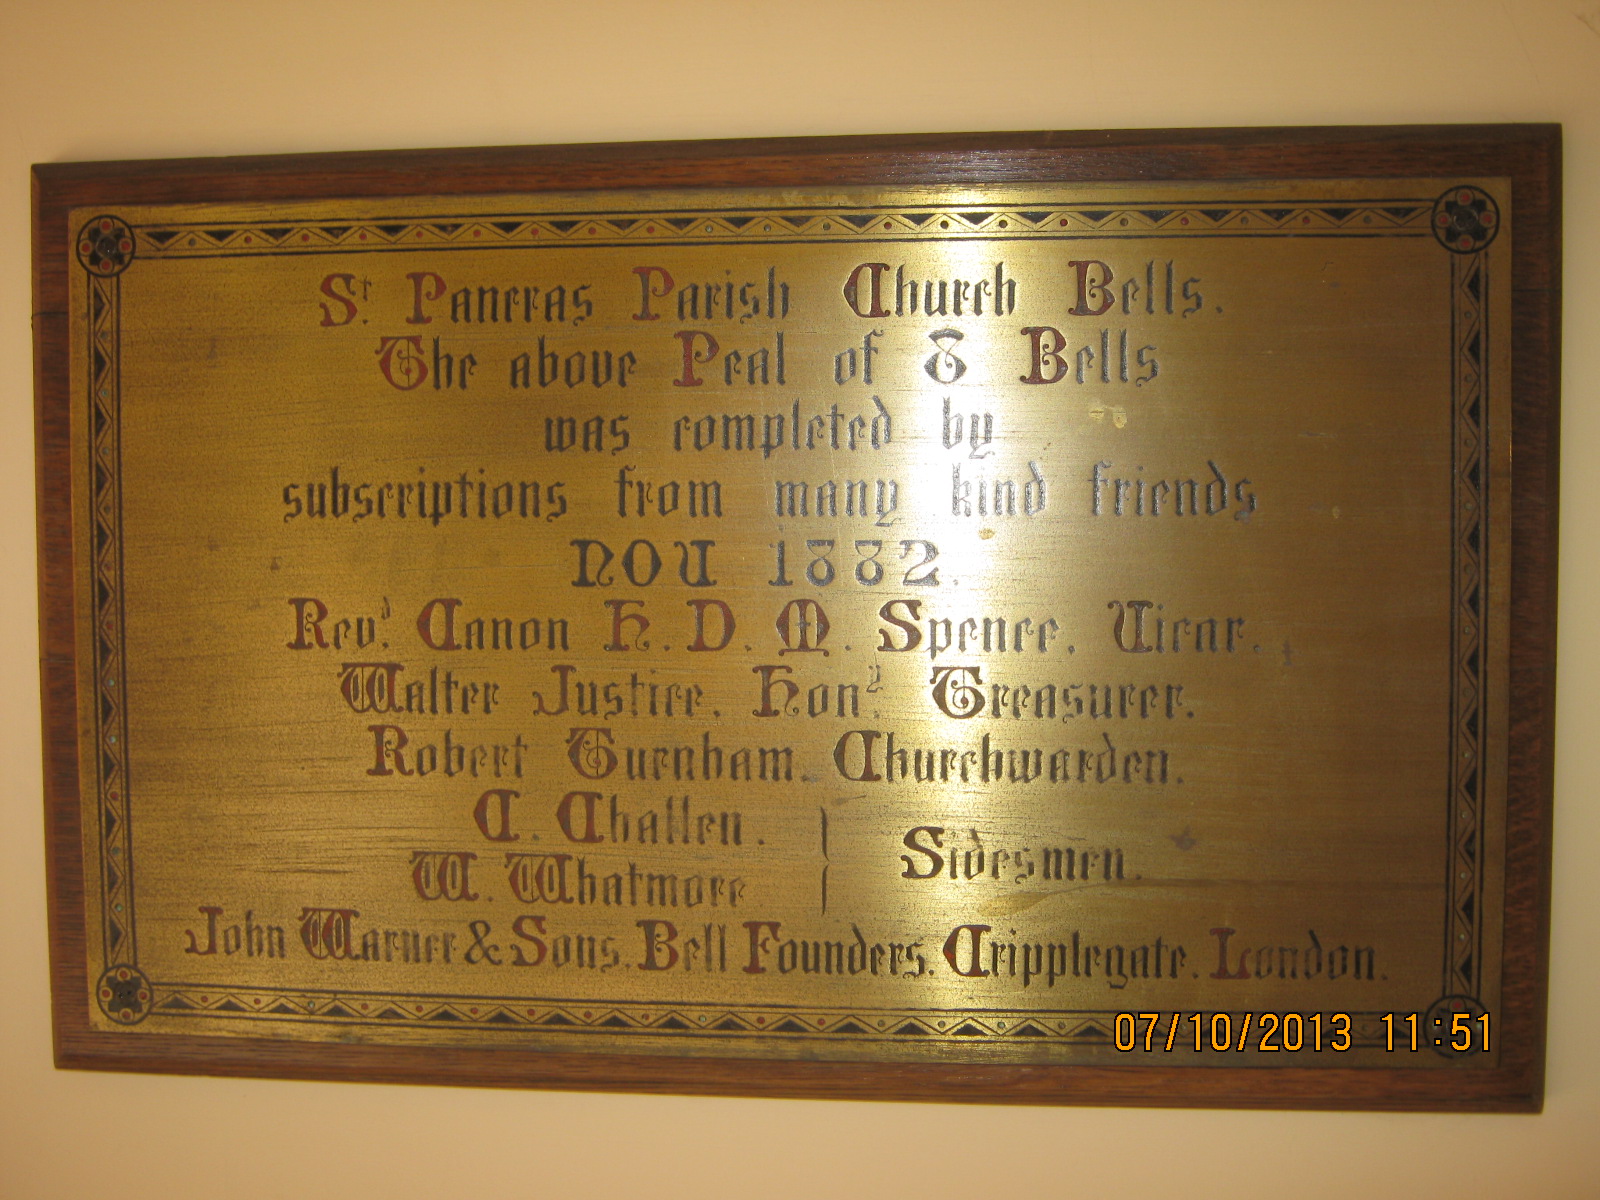 St. Pancras Parish Church Bells.
The above Peal of 8 Bells
was completed by
subscriptions from many kind friends
NOV 1882.
Revd. Canon H. D. M. Spence, Vicar.
Walter Justice, Hony. Treasurer.
Robert Turnham, Churchwarden.
C. Challen.
W. Whatmore
Sidesmen.
John Warner & Sons, Bell Founders, Cripplegate, London.
07/10/2013 11:51